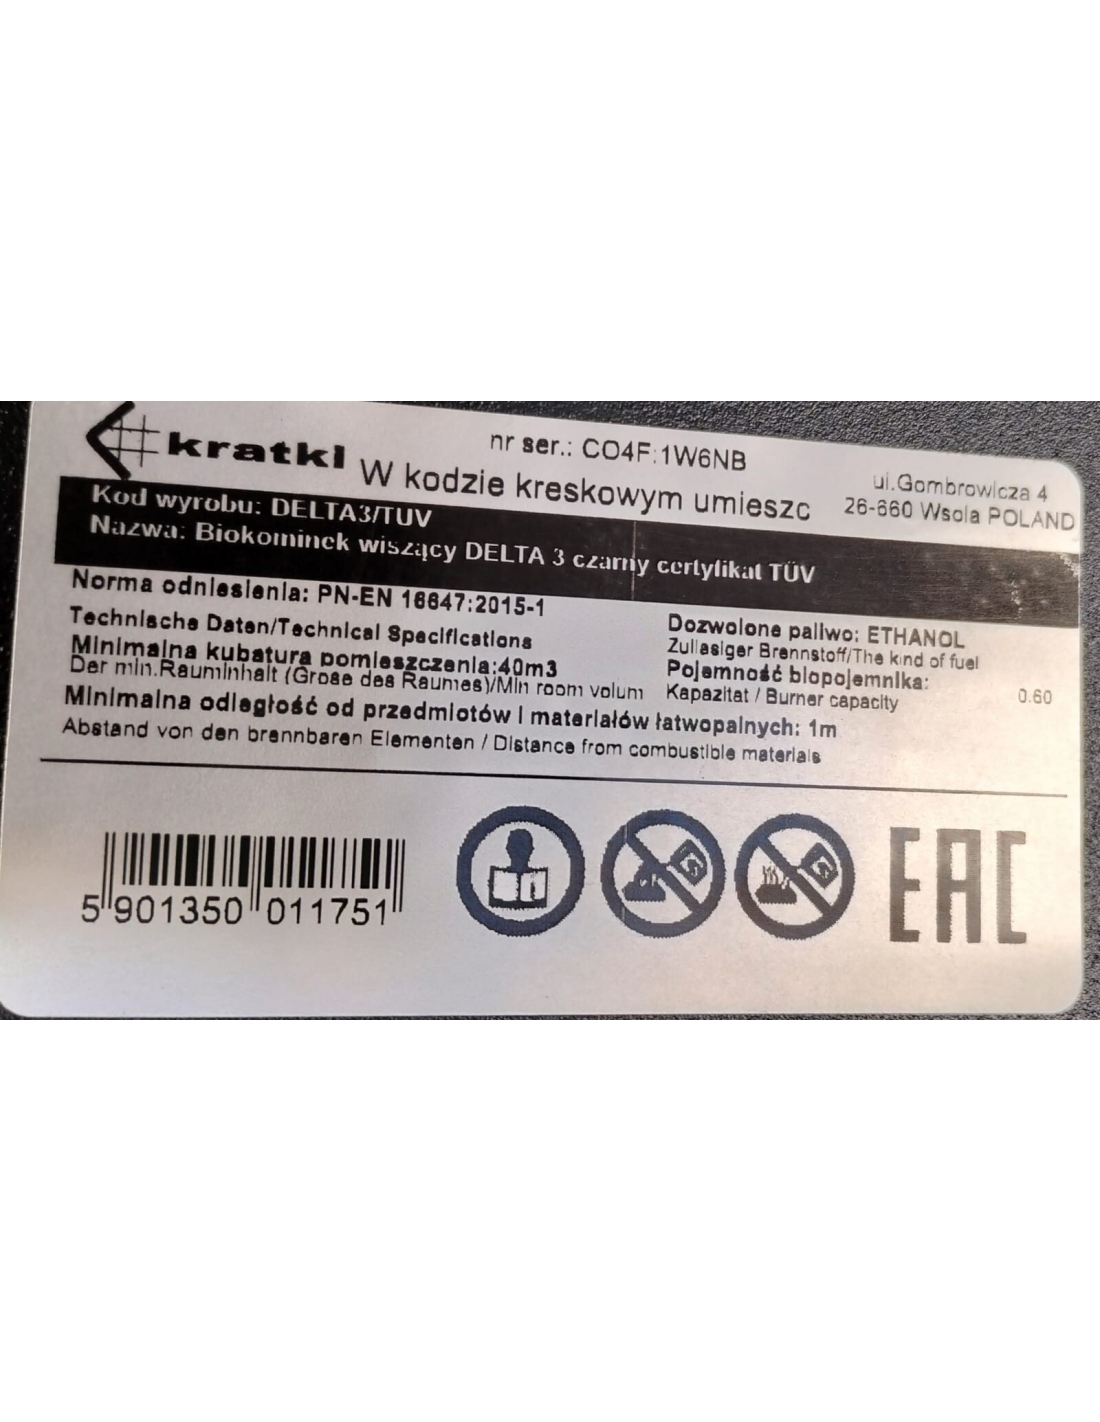 kratki
nr ser.: CO4F:1W6NB
W kodzie kreskowym umieszc
ul.Gombrowicza 4
26-660 Wsola POLAND
Kod wyrobu: DELTA3/TUV
Nazwa: Biokominek wiszący DELTA 3 czarny certyfikat TÜV
Norma odniesienia: PN-EN 16647:2015-1
Technische Daten/Technical Specifications
Minimalna kubatura pomieszczenia:40m3
Der min.Rauminhalt (Grose des Raumes)/Min room volum
Dozwolone paliwo: ETHANOL
Zullasiger Brennstoff/The kind of fuel
Pojemność biopojemnika:
Kapazitat / Burner capacity
0.60
Minimalna odległość od przedmiotów i materiałów łatwopalnych: 1m
Abstand von den brennbaren Elementen / Distance from combustible materials
5 901350 011751
EAC